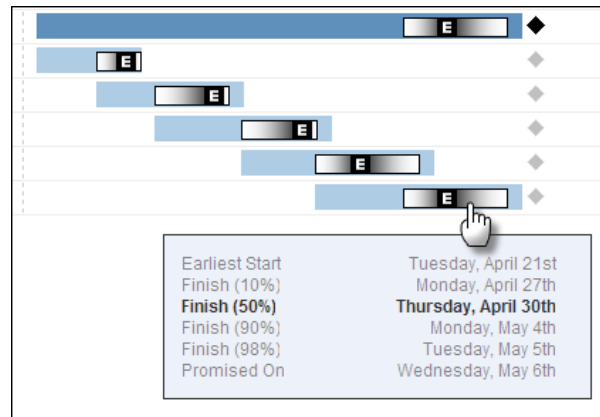 E
E
E
E
E
E
Earliest Start Tuesday, April 21st
Finish (10%) Monday, April 27th
Finish (50%) Thursday, April 30th
Finish (90%) Monday, May 4th
Finish (98%) Tuesday, May 5th
Promised On Wednesday, May 6th